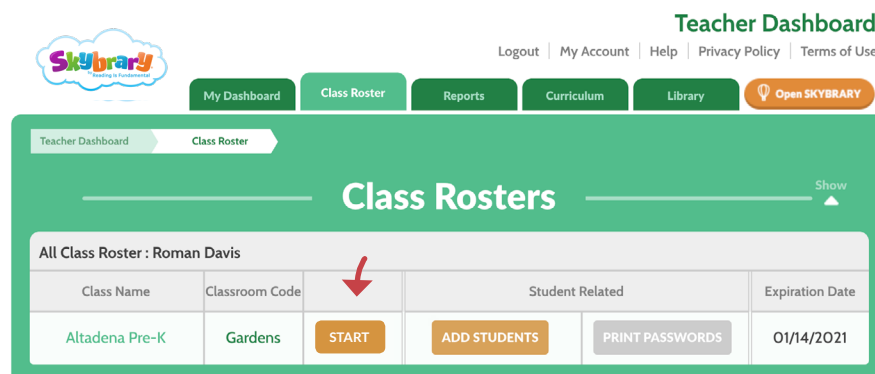 Teacher Dashboard
Logout My Account Help Privacy Policy Terms of Use
Skybrary
Reading is Fundamental
My Dashboard Class Roster Reports Curriculum Library Open SKYBRARY
Teacher Dashboard Class Roster
Class Rosters
Show
All Class Roster : Roman Davis
Class Name Classroom Code Student Related Expiration Date
Altadena Pre-K Gardens START ADD STUDENTS PRINT PASSWORDS 01/14/2021